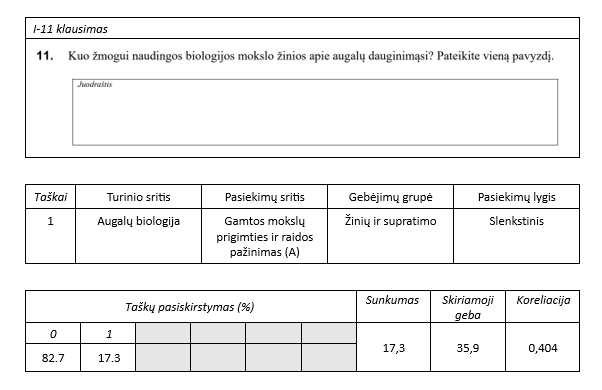 I-11 klausimas
11. Kuo žmogui naudingos biologijos mokslo žinios apie augalų dauginimąsi? Pateikite vieną pavyzdį.
Juodraštis
Taškai Turinio sritis Pasiekimų sritis Gebėjimų grupė Pasiekimų lygis
1 Augalų biologija Gamtos mokslų Žinių ir supratimo Slenkstinis
prigimties ir raidos
pažinimas (A)
Taškų pasiskirstymas (%) Sunkumas Skiriamoji Koreliacija
geba
0 1
17,3 35,9 0,404
82.7 17.3